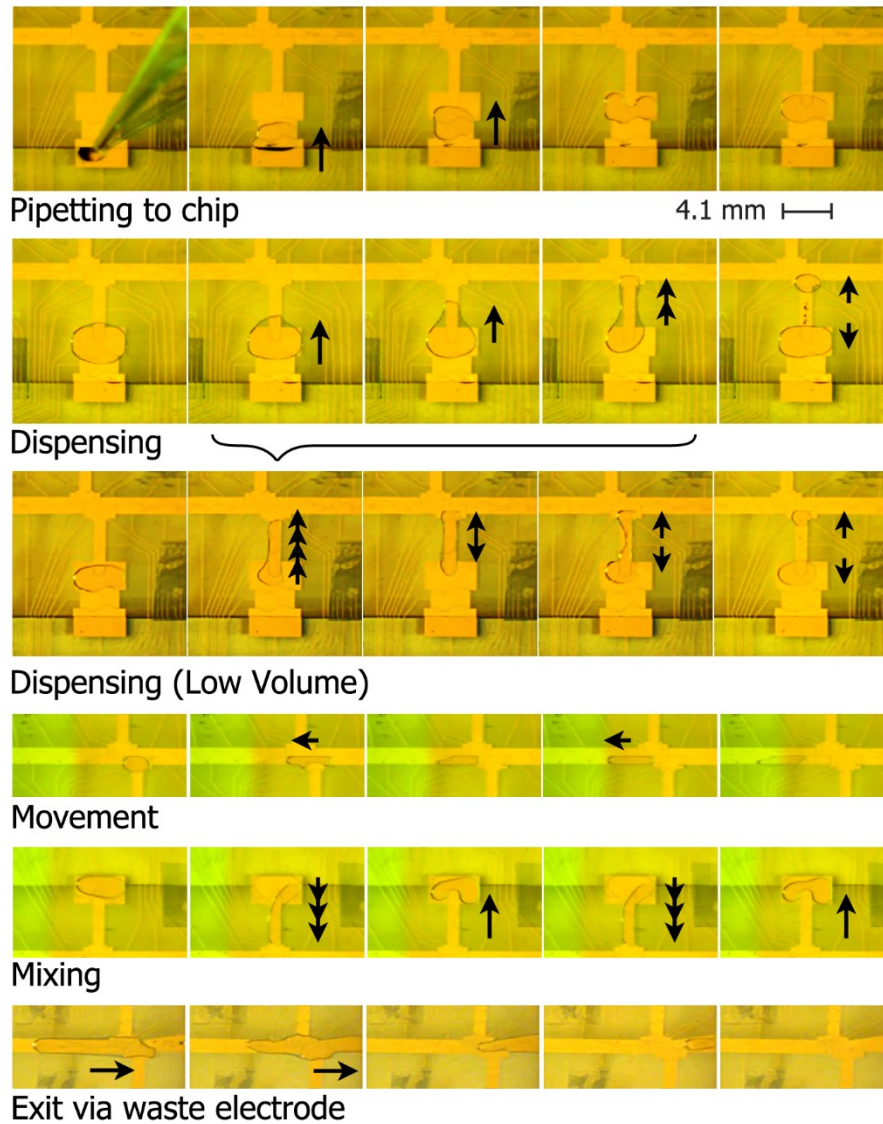 Pipetting to chip
4.1 mm
Dispensing
Dispensing (Low Volume)
Movement
Mixing
Exit via waste electrode